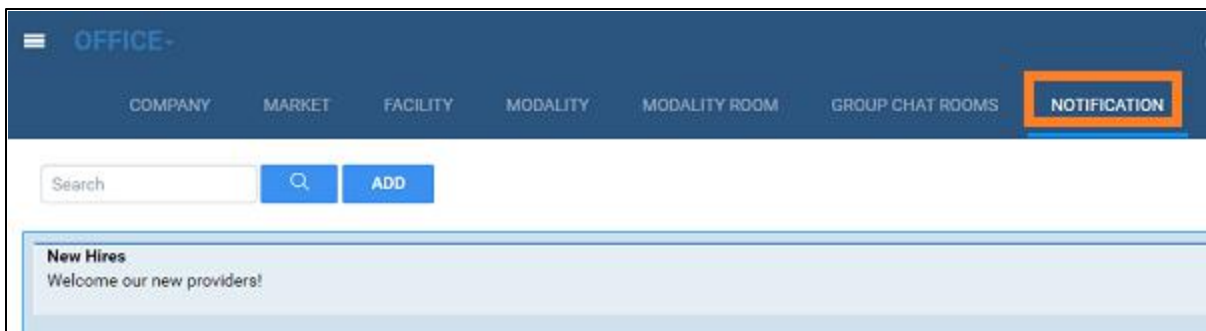 OFFICE-
COMPANY MARKET FACILITY MODALITY MODALITY ROOM GROUP CHAT ROOMS NOTIFICATION
Search ADD
New Hires
Welcome our new providers!